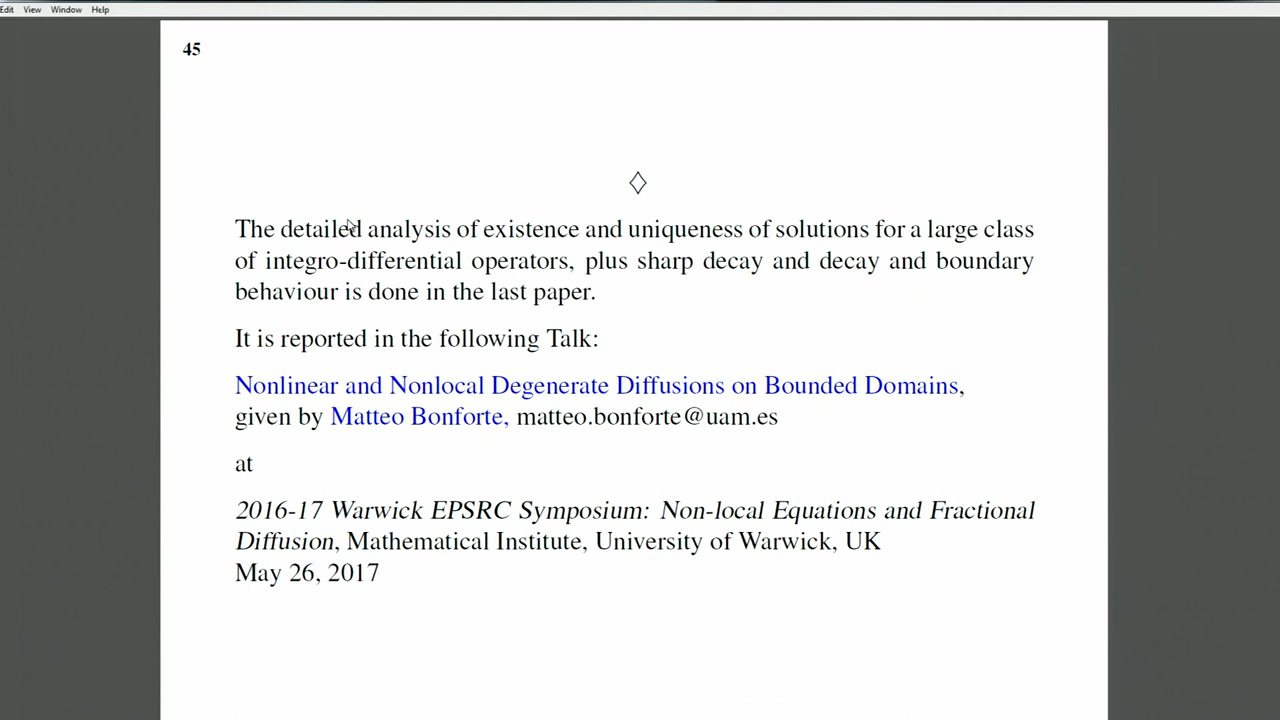 Edit View Window Help
45
◊
The detailed analysis of existence and uniqueness of solutions for a large class
of integro-differential operators, plus sharp decay and decay and boundary
behaviour is done in the last paper.
It is reported in the following Talk:
Nonlinear and Nonlocal Degenerate Diffusions on Bounded Domains,
given by Matteo Bonforte, matteo.bonforte@uam.es
at
2016-17 Warwick EPSRC Symposium: Non-local Equations and Fractional
Diffusion, Mathematical Institute, University of Warwick, UK
May 26, 2017